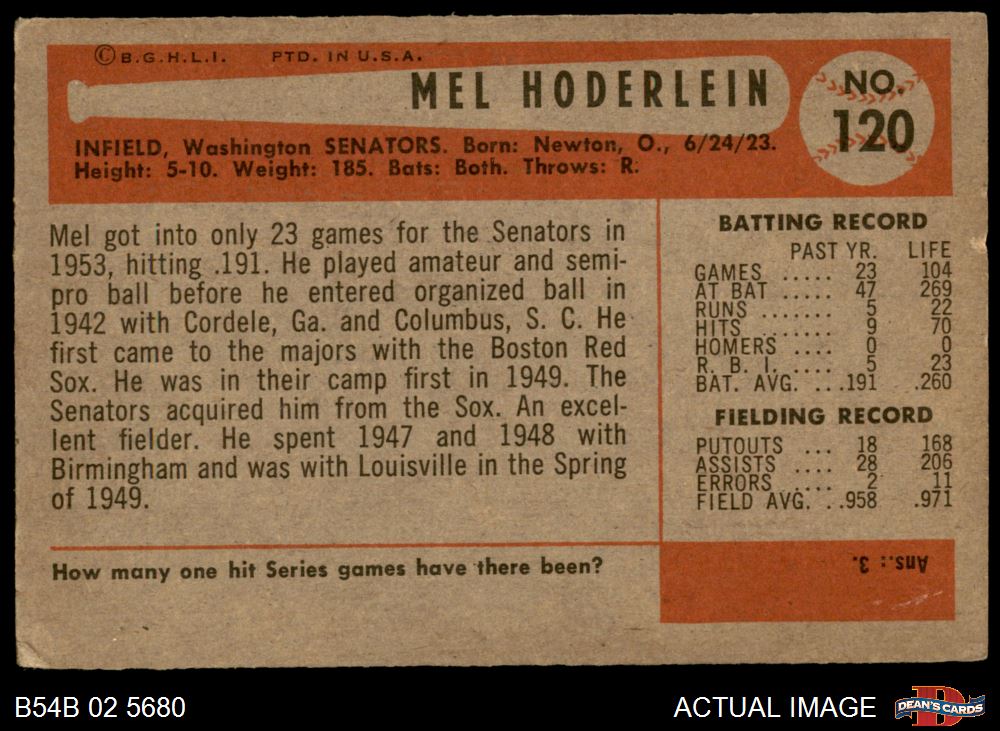 ©B.G.H.L.I. PTD. IN U.S.A.
MEL HODERLEIN
NO.
120
INFIELD, Washington SENATORS. Born: Newton, O., 6/24/23.
Height: 5-10. Weight: 185. Bats: Both. Throws: R.
Mel got into only 23 games for the Senators in
1953, hitting .191. He played amateur and semi-
pro ball before he entered organized ball in
1942 with Cordele, Ga. and Columbus, S. C. He
first came to the majors with the Boston Red
Sox. He was in their camp first in 1949. The
Senators acquired him from the Sox. An excel-
lent fielder. He spent 1947 and 1948 with
Birmingham and was with Louisville in the Spring
of 1949.
BATTING RECORD
PAST YR. LIFE
GAMES ..... 23 104
AT BAT ..... 47 269
RUNS ....... 5 22
HITS ....... 9 70
HOMERS .... 0 0
R. B. I. .... 5 23
BAT. AVG. ...191 .260
FIELDING RECORD
PUTOUTS ... 18 168
ASSISTS .... 28 206
ERRORS .... 2 11
FIELD AVG. ..958 .971
How many one hit Series games have there been?
Ans.: 3.
B54B 02 5680
ACTUAL IMAGE
D
DEAN'S CARDS